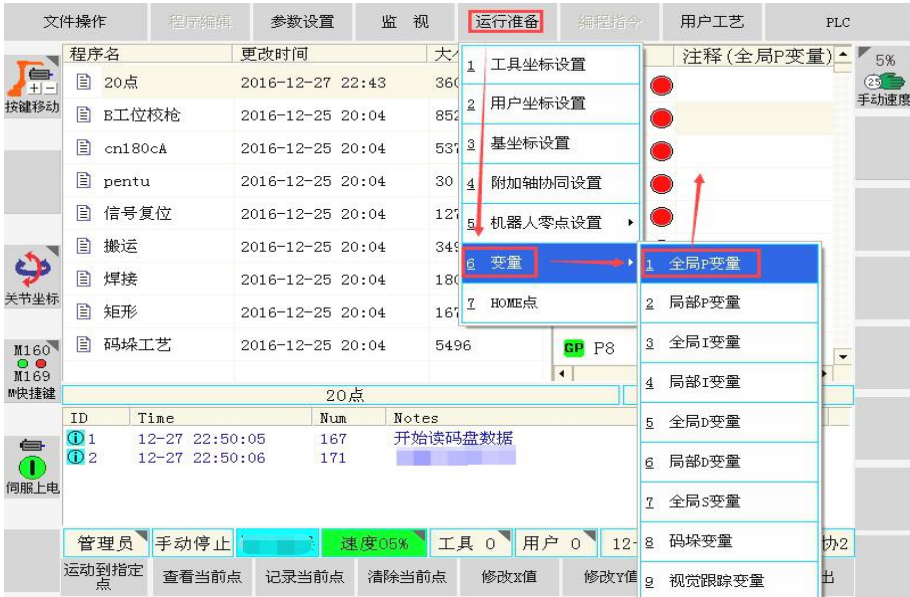 文件操作 程序编辑 参数设置 监 视 运行准备 编程指令 用户工艺 PLC
程序名 更改时间 大小 注释(全局P变量)
20点 2016-12-27 22:43 360
B工位校枪 2016-12-25 20:04 852
cn180cA 2016-12-25 20:04 537
pentu 2016-12-25 20:04 30
信号复位 2016-12-25 20:04 127
搬运 2016-12-25 20:04 349
焊接 2016-12-25 20:04 180
矩形 2016-12-25 20:04 167
码垛工艺 2016-12-25 20:04 5496
GP P8
1 工具坐标设置
2 用户坐标设置
3 基坐标设置
4 附加轴协同设置
5 机器人零点设置
6 变量
7 HOME点
1 全局P变量
2 局部P变量
3 全局I变量
4 局部I变量
5 全局D变量
6 局部D变量
7 全局S变量
8 码垛变量
9 视觉跟踪变量
按键移动
关节坐标
M160
M169
M快捷键
伺服上电
5%
25
手动速度
20点
ID Time Num Notes
1 12-27 22:50:05 167 开始读码盘数据
2 12-27 22:50:06 171
管理员 手动停止 速度05% 工具 0 用户 0 12- 协2
运动到指定点 查看当前点 记录当前点 清除当前点 修改X值 修改Y值 出